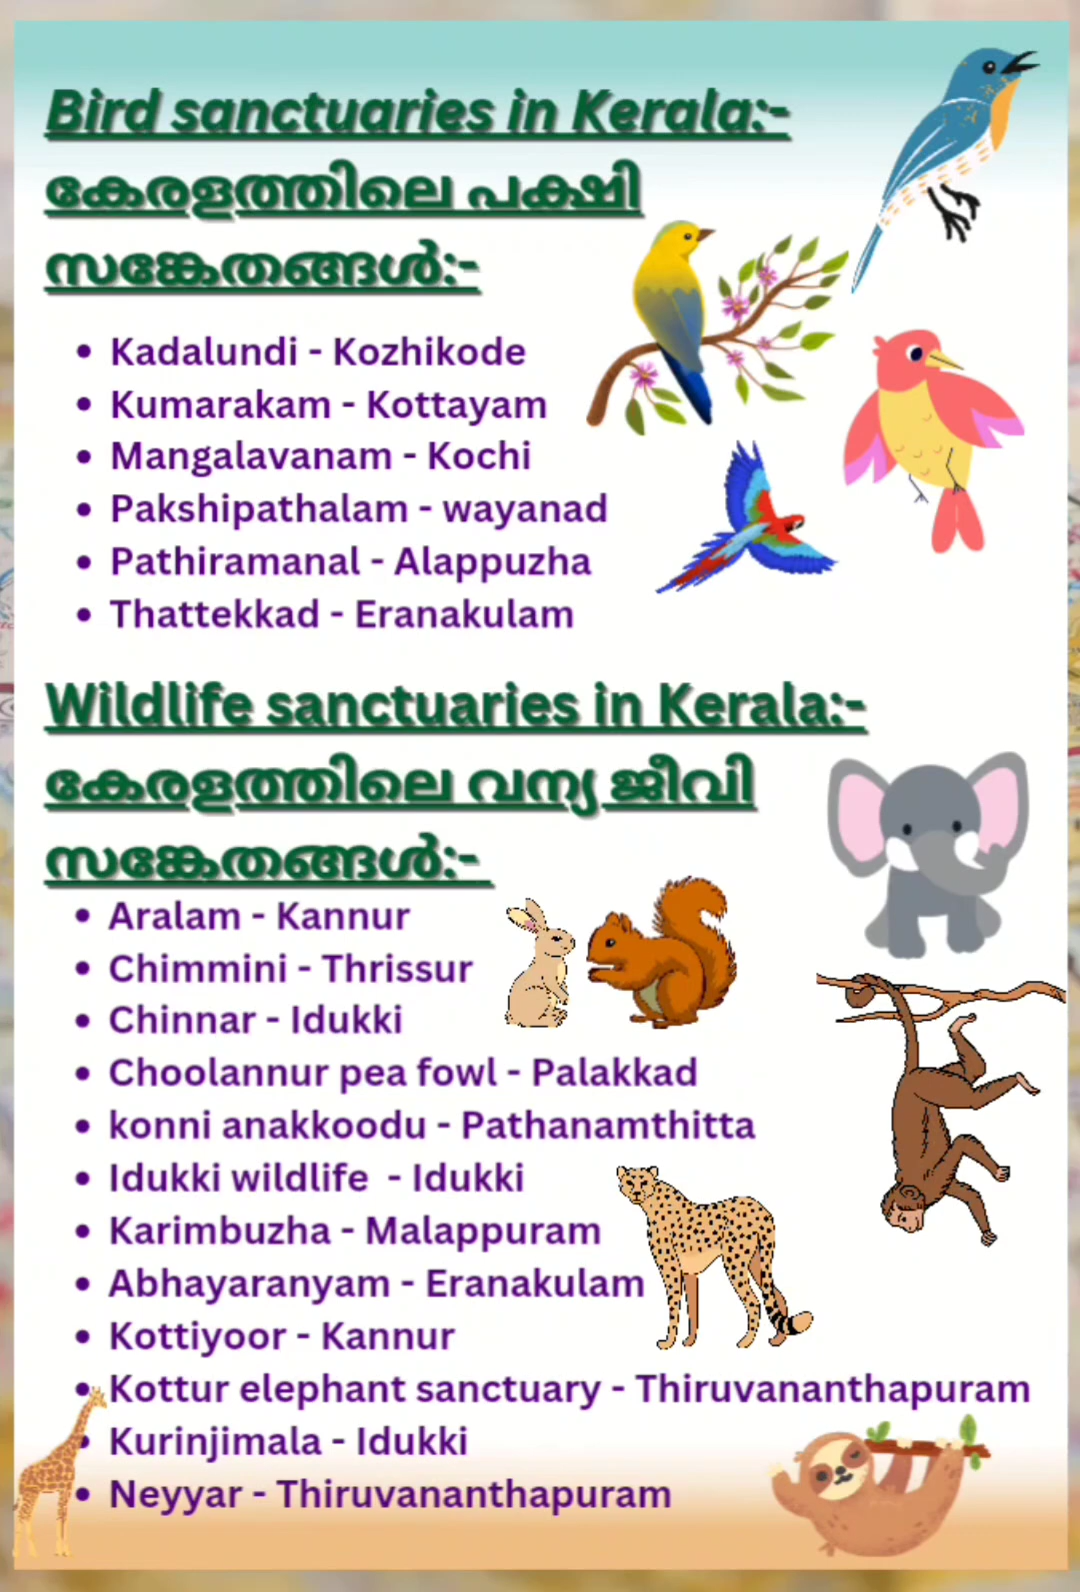 Bird sanctuaries in Kerala:-
കേരളത്തിലെ പക്ഷി
സങ്കേതങ്ങൾ:-
• Kadalundi - Kozhikode
• Kumarakam - Kottayam
• Mangalavanam - Kochi
• Pakshipathalam - wayanad
• Pathiramanal - Alappuzha
• Thattekkad - Eranakulam
Wildlife sanctuaries in Kerala:-
കേരളത്തിലെ വന്യ ജീവി
സങ്കേതങ്ങൾ:-
• Aralam - Kannur
• Chimmini - Thrissur
• Chinnar - Idukki
• Choolannur pea fowl - Palakkad
• konni anakkoodu - Pathanamthitta
• Idukki wildlife - Idukki
• Karimbuzha - Malappuram
• Abhayaranyam - Eranakulam
• Kottiyoor - Kannur
• Kottur elephant sanctuary - Thiruvananthapuram
• Kurinjimala - Idukki
• Neyyar - Thiruvananthapuram